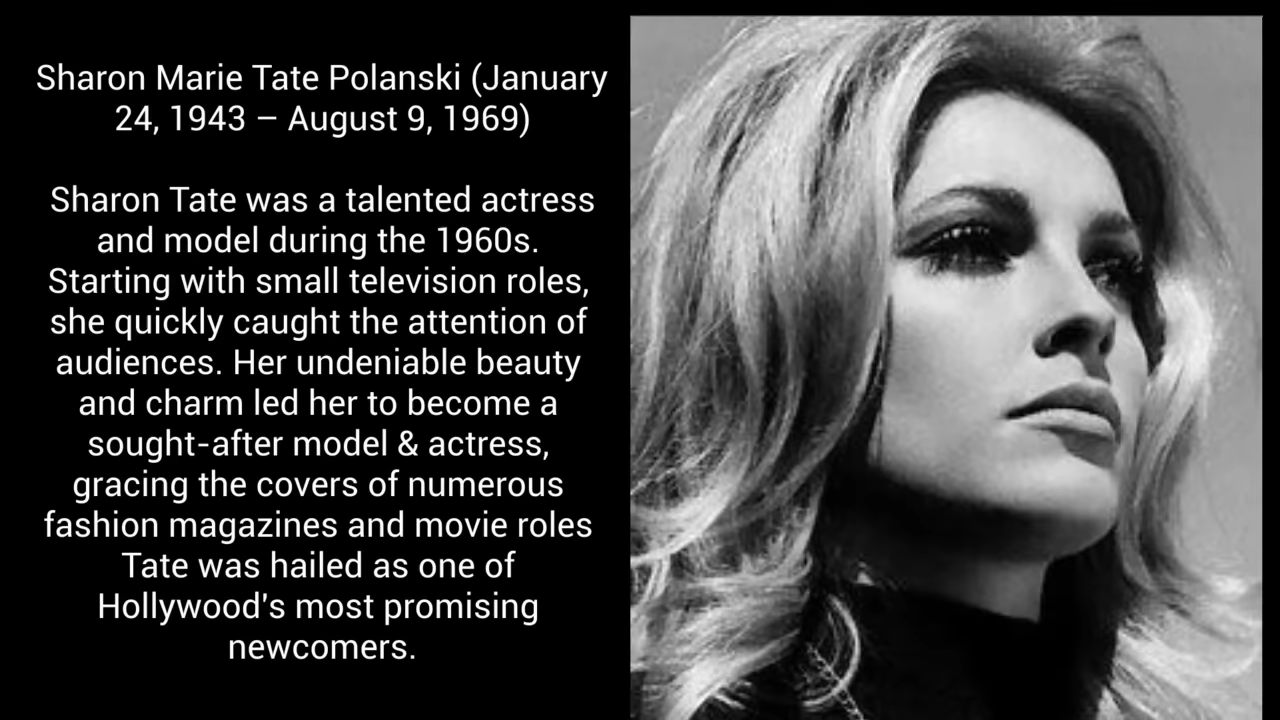 Sharon Marie Tate Polanski (January
24, 1943 – August 9, 1969)
Sharon Tate was a talented actress
and model during the 1960s.
Starting with small television roles,
she quickly caught the attention of
audiences. Her undeniable beauty
and charm led her to become a
sought-after model & actress,
gracing the covers of numerous
fashion magazines and movie roles
Tate was hailed as one of
Hollywood's most promising
newcomers.